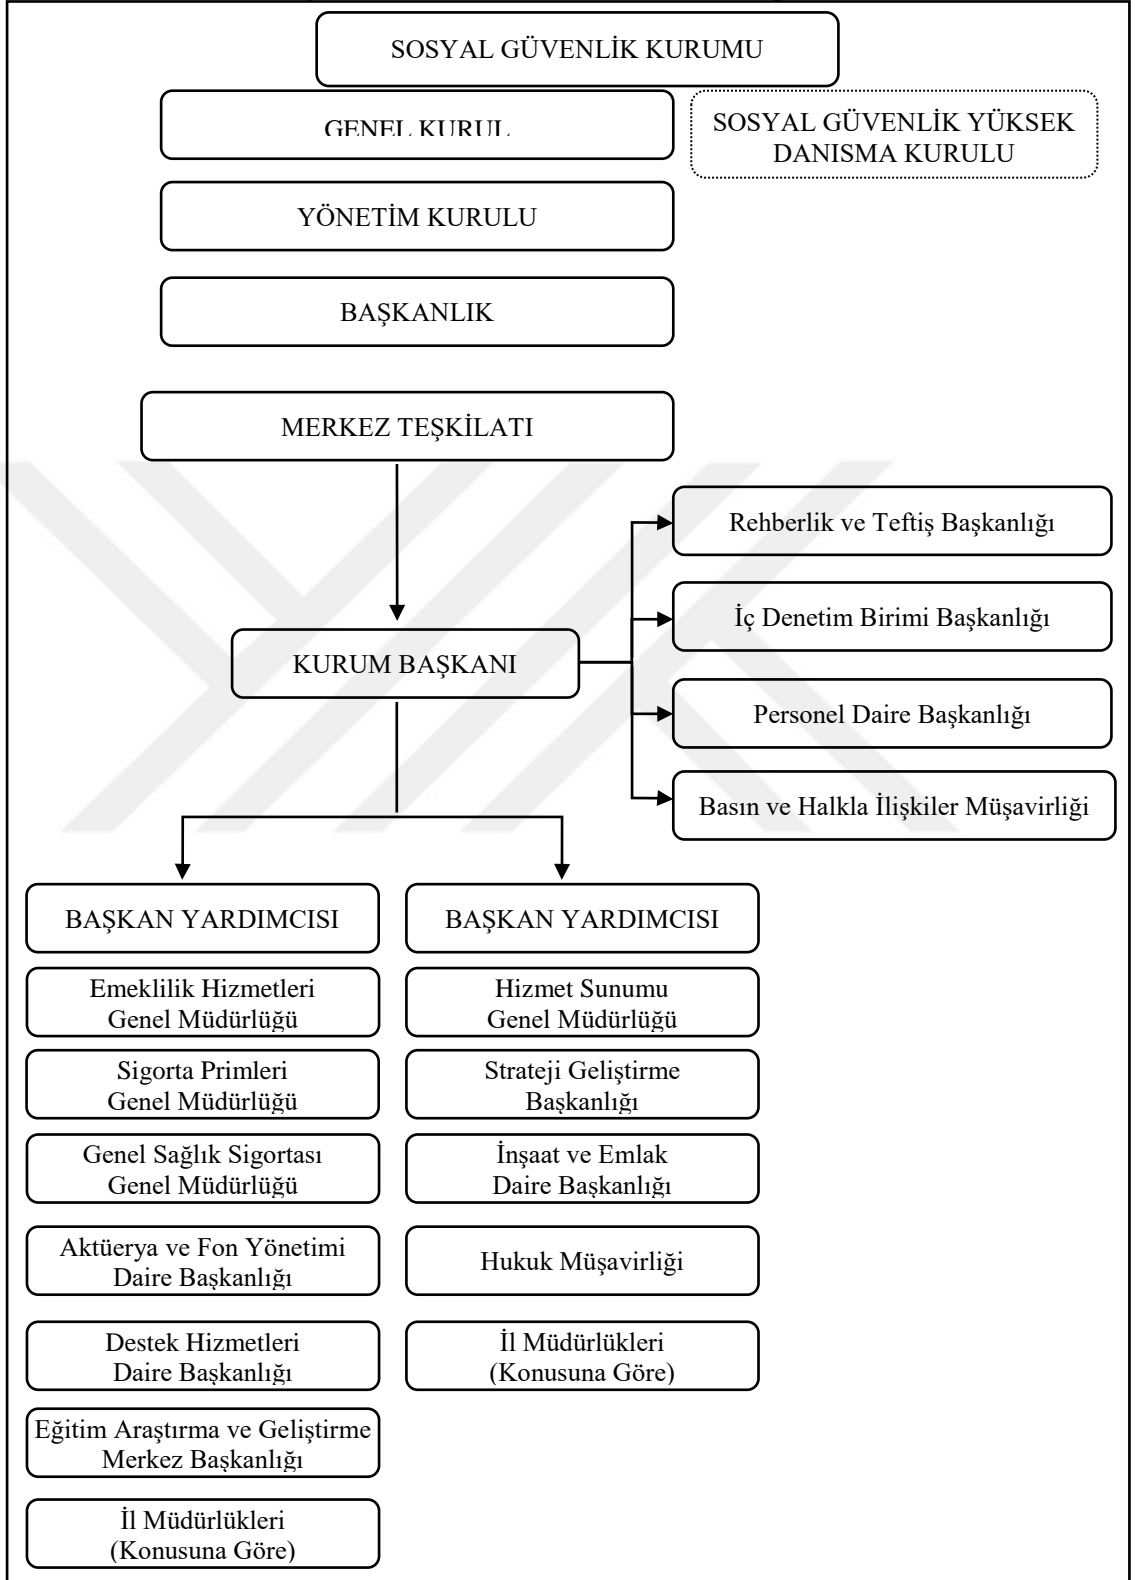 SOSYAL GÜVENLİK KURUMU
GENEL KURUL
SOSYAL GÜVENLİK YÜKSEK
DANISMA KURULU
YÖNETİM KURULU
BAŞKANLIK
MERKEZ TEŞKİLATI
Rehberlik ve Teftiş Başkanlığı
İç Denetim Birimi Başkanlığı
KURUM BAŞKANI
Personel Daire Başkanlığı
Basın ve Halkla İlişkiler Müşavirliği
BAŞKAN YARDIMCISI
Emeklilik Hizmetleri
Genel Müdürlüğü
Sigorta Primleri
Genel Müdürlüğü
Genel Sağlık Sigortası
Genel Müdürlüğü
Aktüerya ve Fon Yönetimi
Daire Başkanlığı
Destek Hizmetleri
Daire Başkanlığı
Eğitim Araştırma ve Geliştirme
Merkez Başkanlığı
İl Müdürlükleri
(Konusuna Göre)
BAŞKAN YARDIMCISI
Hizmet Sunumu
Genel Müdürlüğü
Strateji Geliştirme
Başkanlığı
İnşaat ve Emlak
Daire Başkanlığı
Hukuk Müşavirliği
İl Müdürlükleri
(Konusuna Göre)